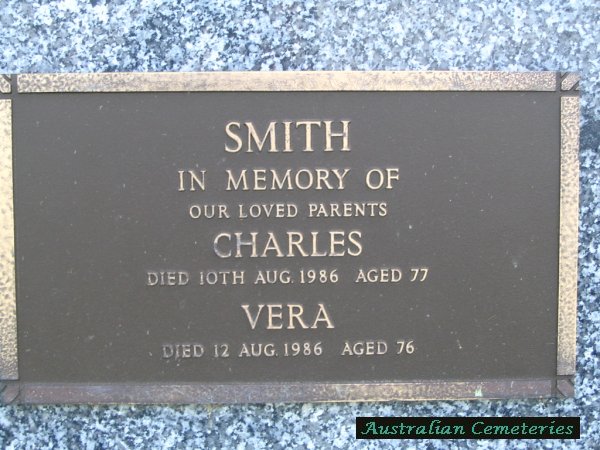 SMITH
IN MEMORY OF
OUR LOVED PARENTS
CHARLES
DIED 10TH AUG. 1986 AGED 77
VERA
DIED 12 AUG. 1986 AGED 76
Australian Cemeteries